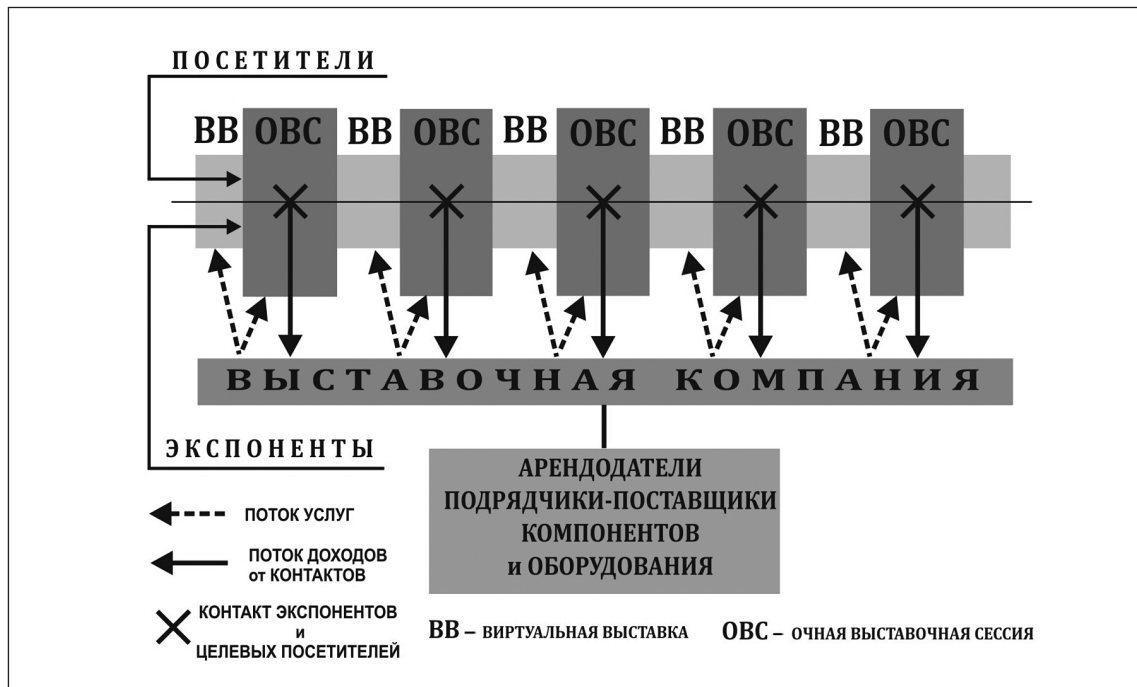 ПОСЕТИТЕЛИ
ВВ ОВС ВВ ОВС ВВ ОВС ВВ ОВС ВВ ОВС
ВЫСТАВОЧНАЯ КОМПАНИЯ
ЭКСПОНЕНТЫ
АРЕНДОДАТЕЛИ
ПОДРЯДЧИКИ-ПОСТАВЩИКИ
КОМПОНЕНТОВ
и ОБОРУДОВАНИЯ
ПОТОК УСЛУГ
ПОТОК ДОХОДОВ
от КОНТАКТОВ
КОНТАКТ ЭКСПОНЕНТОВ
и
ЦЕЛЕВЫХ ПОСЕТИТЕЛЕЙ
ВВ – ВИРТУАЛЬНАЯ ВЫСТАВКА
ОВС – ОЧНАЯ ВЫСТАВОЧНАЯ СЕССИЯ